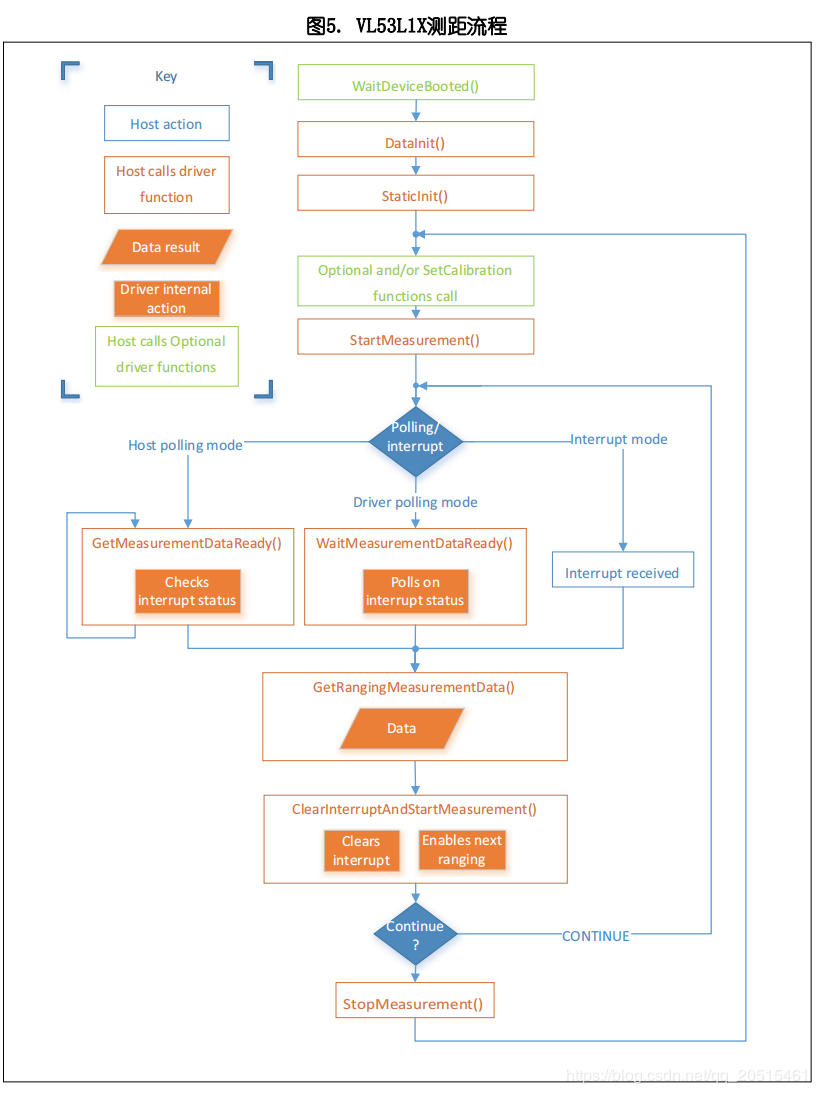 图5. VL53L1X测距流程
Key
Host action
Host calls driver
function
Data result
Driver internal
action
Host calls Optional
driver functions
WaitDeviceBooted()
DataInit()
StaticInit()
Optional and/or SetCalibration
functions call
StartMeasurement()
Polling/
interrupt
Host polling mode
Interrupt mode
Driver polling mode
GetMeasurementDataReady()
Checks
interrupt status
WaitMeasurementDataReady()
Polls on
interrupt status
Interrupt received
GetRangingMeasurementData()
Data
ClearInterruptAndStartMeasurement()
Clears
interrupt
Enables next
ranging
Continue
?
CONTINUE
StopMeasurement()
https://blog.csdn.net/qq_20515461